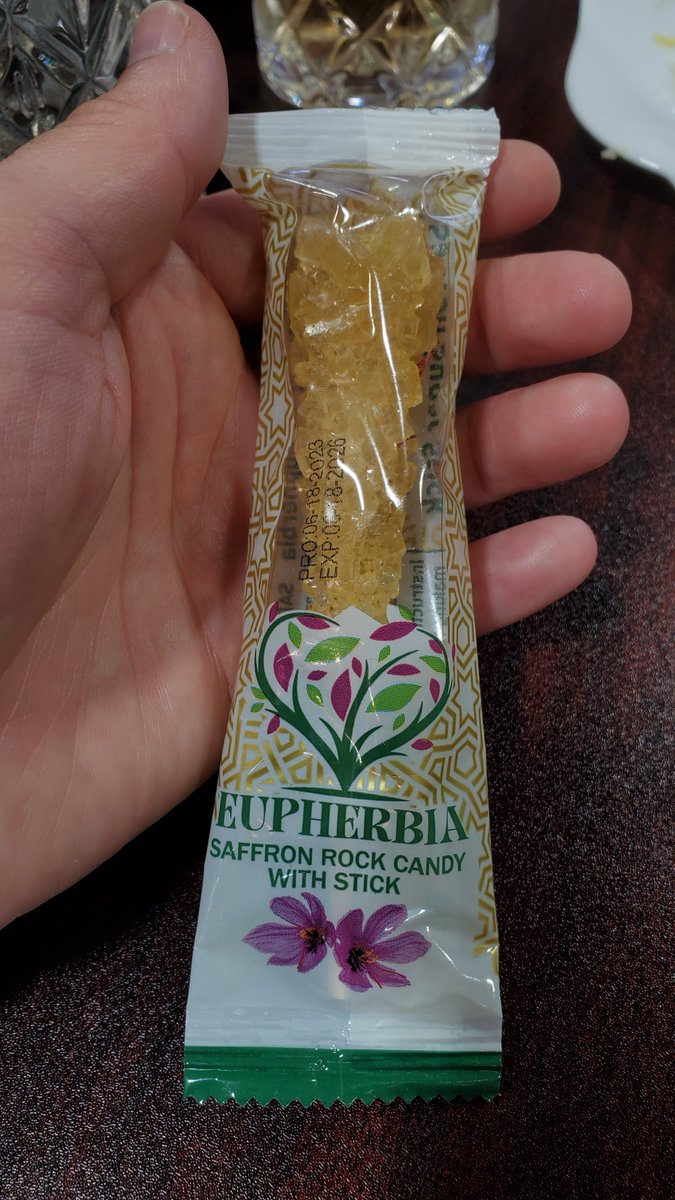 PRO:06-18-2023
EXP:06-18-2026
EUPHERBIA
SAFFRON ROCK CANDY
WITH STICK